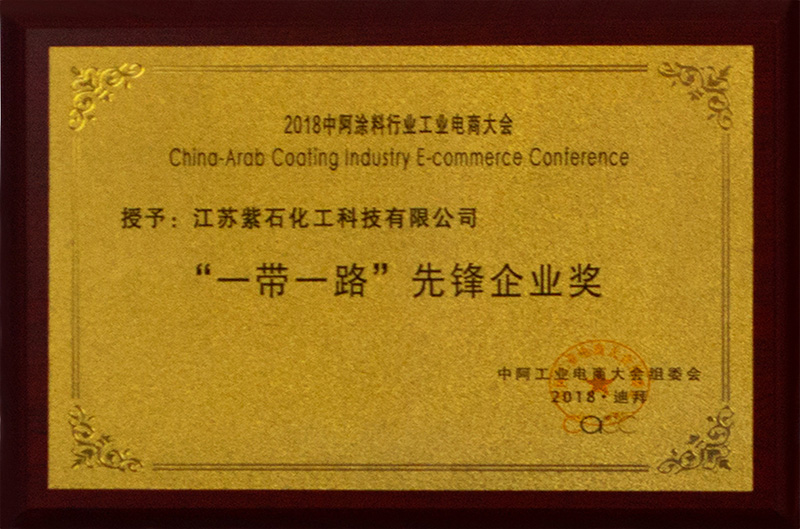 2018中阿涂料行业工业电商大会
China-Arab Coating Industry E-commerce Conference
授予：江苏紫石化工科技有限公司
“一带一路”先锋企业奖
中阿工业电商大会组委会
2018·迪拜
cacc